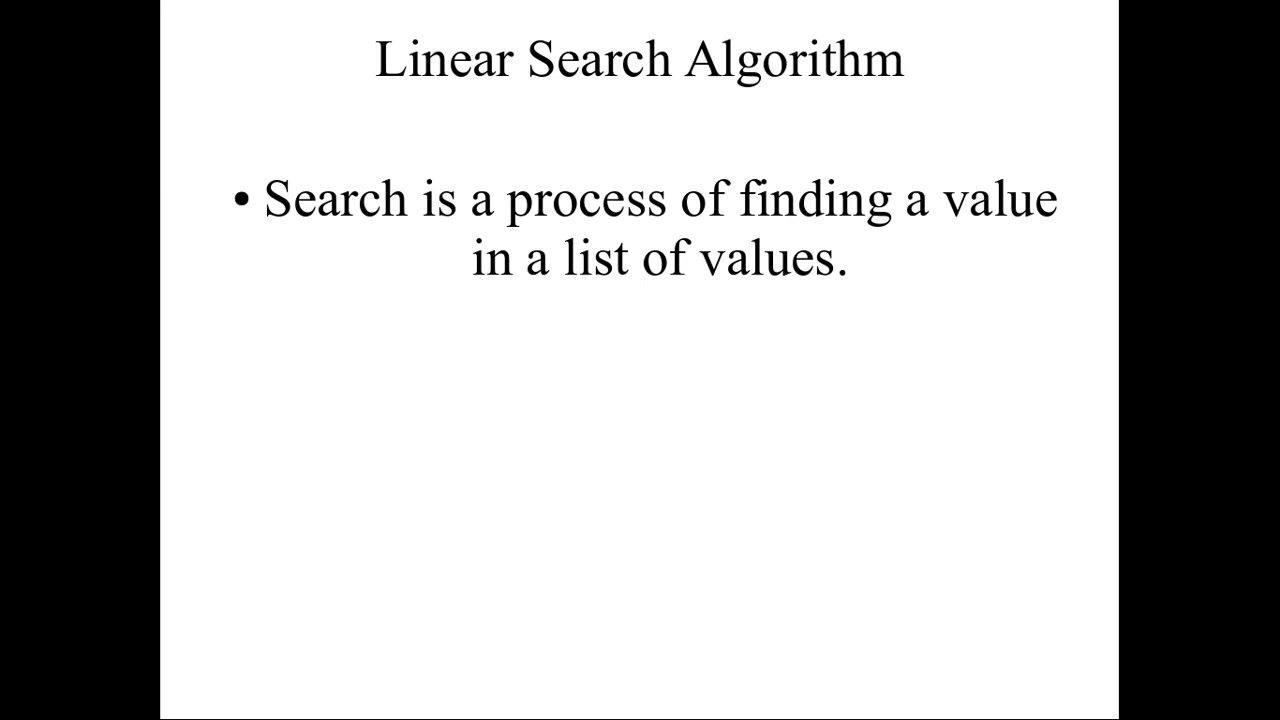 Linear Search Algorithm
• Search is a process of finding a value
in a list of values.